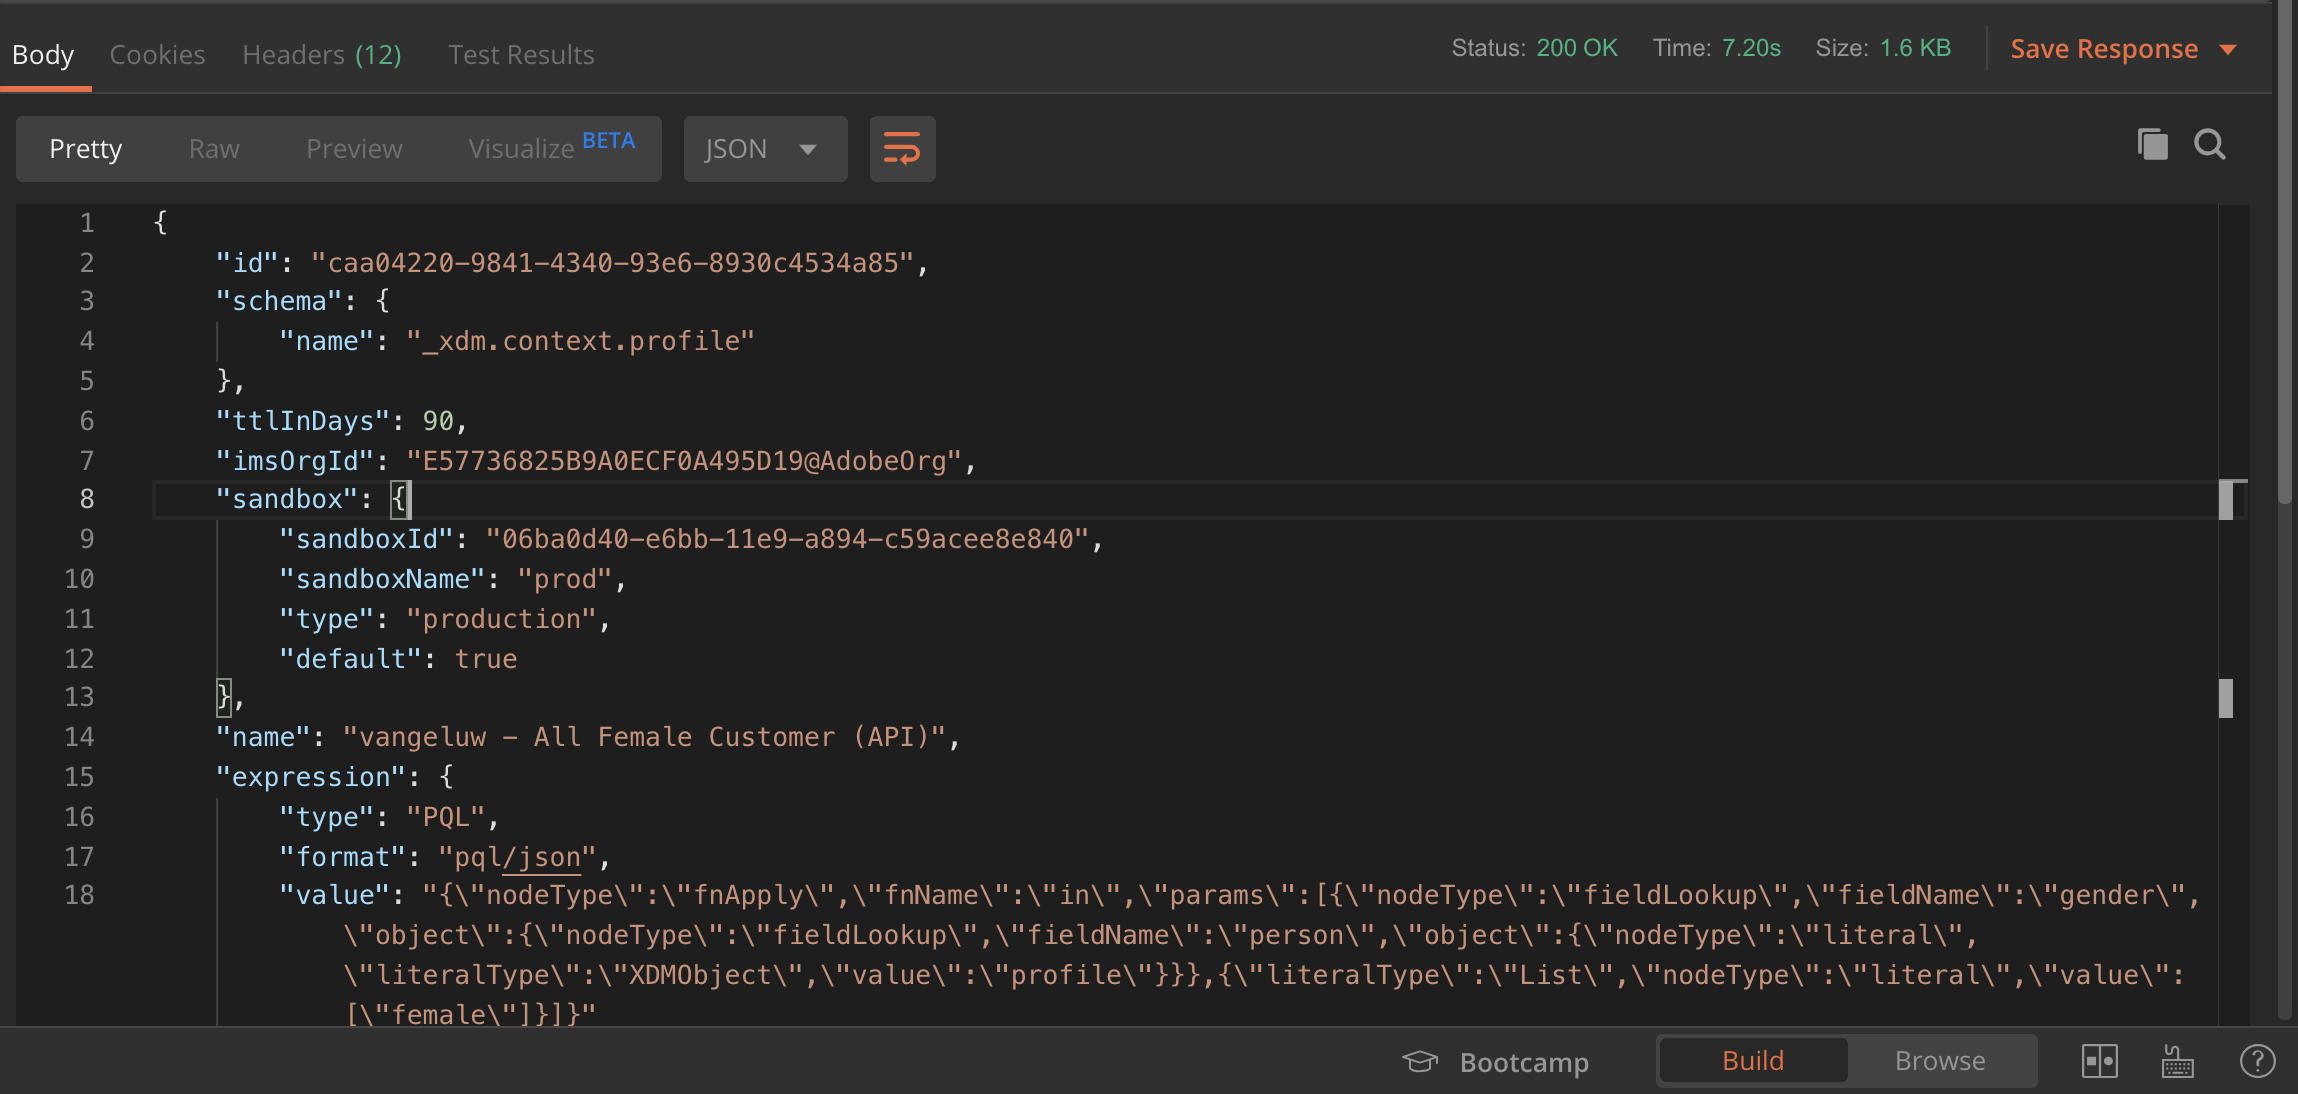 Body Cookies Headers (12) Test Results Status: 200 OK Time: 7.20s Size: 1.6 KB Save Response
Pretty Raw Preview Visualize BETA JSON
1 {
2 "id": "caa04220-9841-4340-93e6-8930c4534a85",
3 "schema": {
4 "name": "_xdm.context.profile"
5 },
6 "ttlInDays": 90,
7 "imsOrgId": "E57736825B9A0ECF0A495D19@AdobeOrg",
8 "sandbox": {
9 "sandboxId": "06ba0d40-e6bb-11e9-a894-c59acee8e840",
10 "sandboxName": "prod",
11 "type": "production",
12 "default": true
13 },
14 "name": "vangeluw - All Female Customer (API)",
15 "expression": {
16 "type": "PQL",
17 "format": "pql/json",
18 "value": "{\"nodeType\":\"fnApply\",\"fnName\":\"in\",\"params\":[{\"nodeType\":\"fieldLookup\",\"fieldName\":\"gender\",
\"object\":{\"nodeType\":\"fieldLookup\",\"fieldName\":\"person\",\"object\":{\"nodeType\":\"literal\",
\"literalType\":\"XDMObject\",\"value\":\"profile\"}}},{\"literalType\":\"List\",\"nodeType\":\"literal\",\"value\":
[\"female\"]}]}"
Bootcamp Build Browse